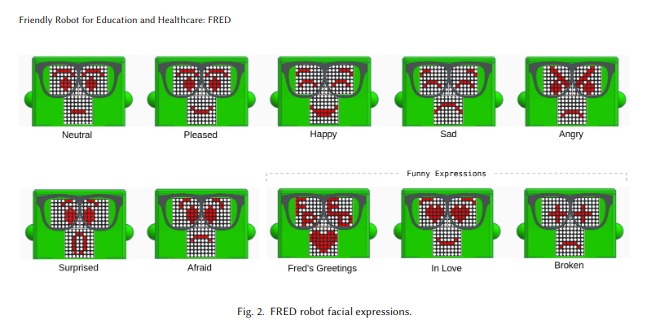 Friendly Robot for Education and Healthcare: FRED
Neutral Pleased Happy Sad Angry
Funny Expressions
Surprised Afraid Fred's Greetings In Love Broken
Fig. 2. FRED robot facial expressions.